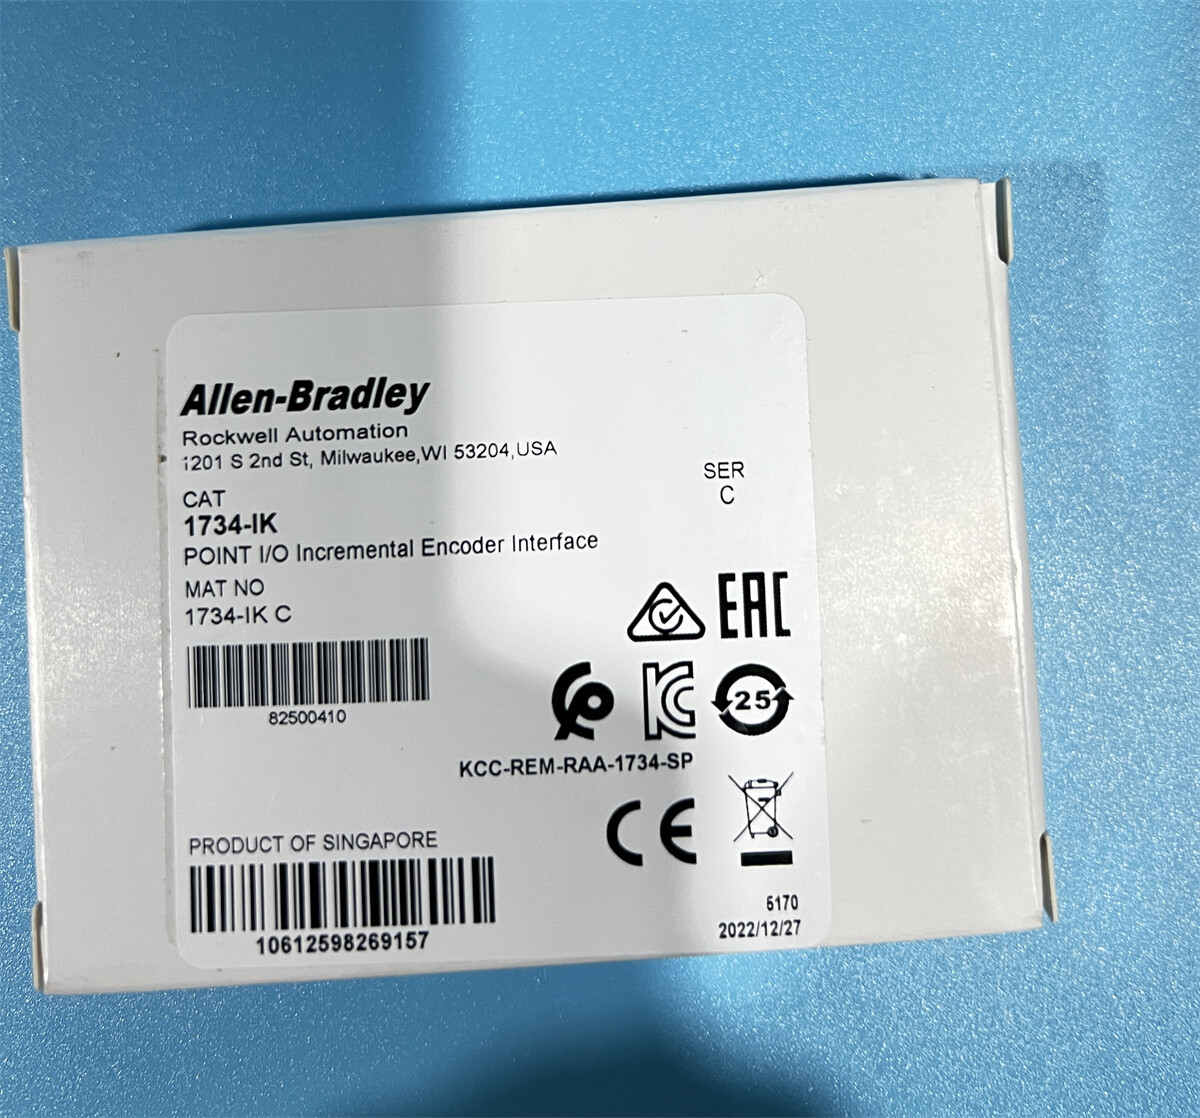 Allen-Bradley
Rockwell Automation
1201 S 2nd St, Milwaukee,WI 53204,USA
SER
C
CAT
1734-IK
POINT I/O Incremental Encoder Interface
MAT NO
1734-IK C
82500410
EAC
KC
25
KCC-REM-RAA-1734-SP
CE
PRODUCT OF SINGAPORE
10612598269157
6170
2022/12/27